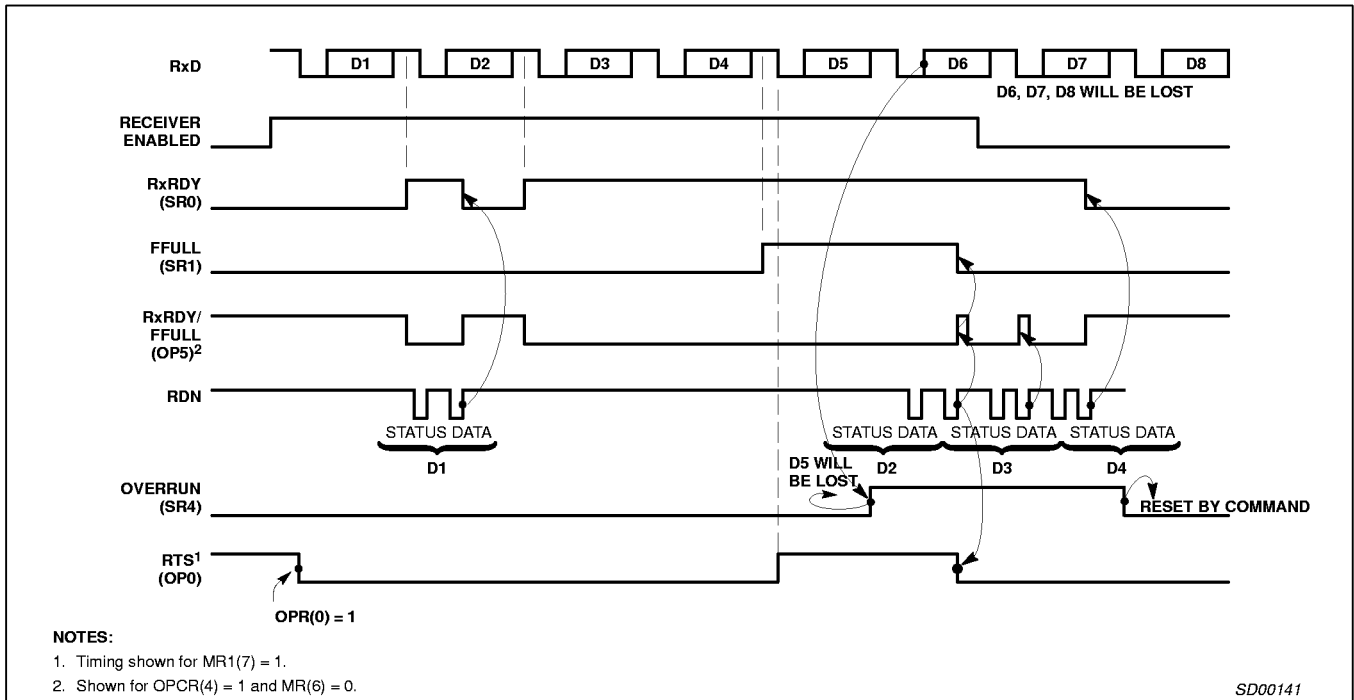 RxD
D1 D2 D3 D4 D5 D6 D7 D8
D6, D7, D8 WILL BE LOST
RECEIVER
ENABLED
RxRDY
(SR0)
FFULL
(SR1)
RxRDY/
FFULL
(OP5)2
RDN
STATUS DATA STATUS DATA STATUS DATA STATUS DATA
D1 D2 D3 D4
D5 WILL
BE LOST
OVERRUN
(SR4)
RESET BY COMMAND
RTS1
(OP0)
OPR(0) = 1
NOTES:
1. Timing shown for MR1(7) = 1.
2. Shown for OPCR(4) = 1 and MR(6) = 0.
SD00141